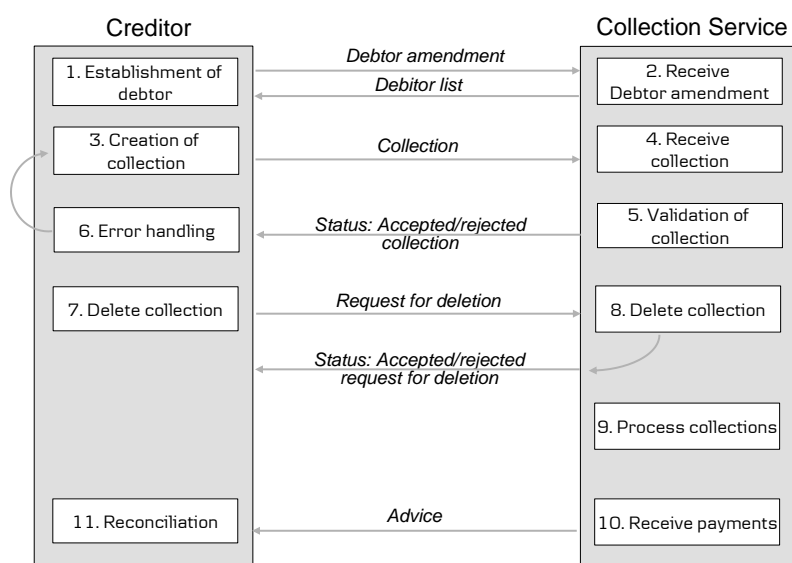 Creditor
Collection Service
1. Establishment of
debtor
Debtor amendment
Debitor list
2. Receive
Debtor amendment
3. Creation of
collection
Collection
4. Receive
collection
6. Error handling
Status: Accepted/rejected
collection
5. Validation of
collection
7. Delete collection
Request for deletion
8. Delete collection
Status: Accepted/rejected
request for deletion
9. Process collections
11. Reconciliation
Advice
10. Receive payments